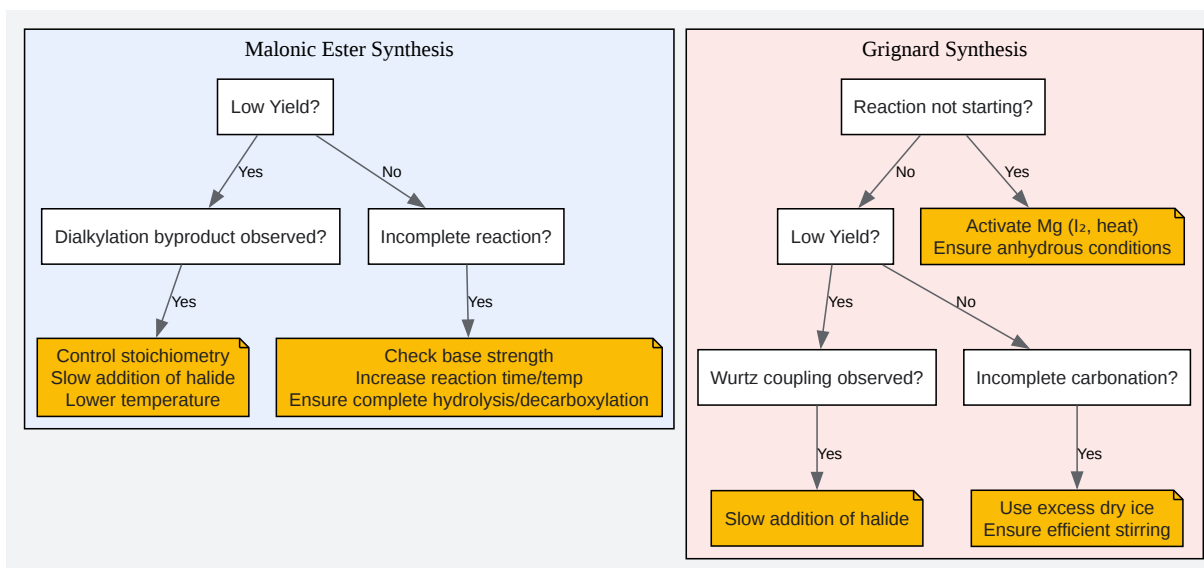 Malonic Ester Synthesis
Low Yield?
Yes
No
Dialkylation byproduct observed?
Incomplete reaction?
Yes
Yes
Control stoichiometry
Slow addition of halide
Lower temperature
Check base strength
Increase reaction time/temp
Ensure complete hydrolysis/decarboxylation
Grignard Synthesis
Reaction not starting?
No
Yes
Low Yield?
Activate Mg (I₂, heat)
Ensure anhydrous conditions
Yes
No
Wurtz coupling observed?
Incomplete carbonation?
Yes
Yes
Slow addition of halide
Use excess dry ice
Ensure efficient stirring